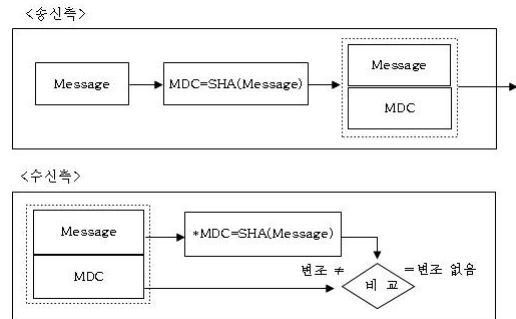 <송신측>
Message
MDC=SHA(Message)
Message
MDC
<수신측>
Message
*MDC=SHA(Message)
MDC
변조 ≠
비 교
=변조 없음